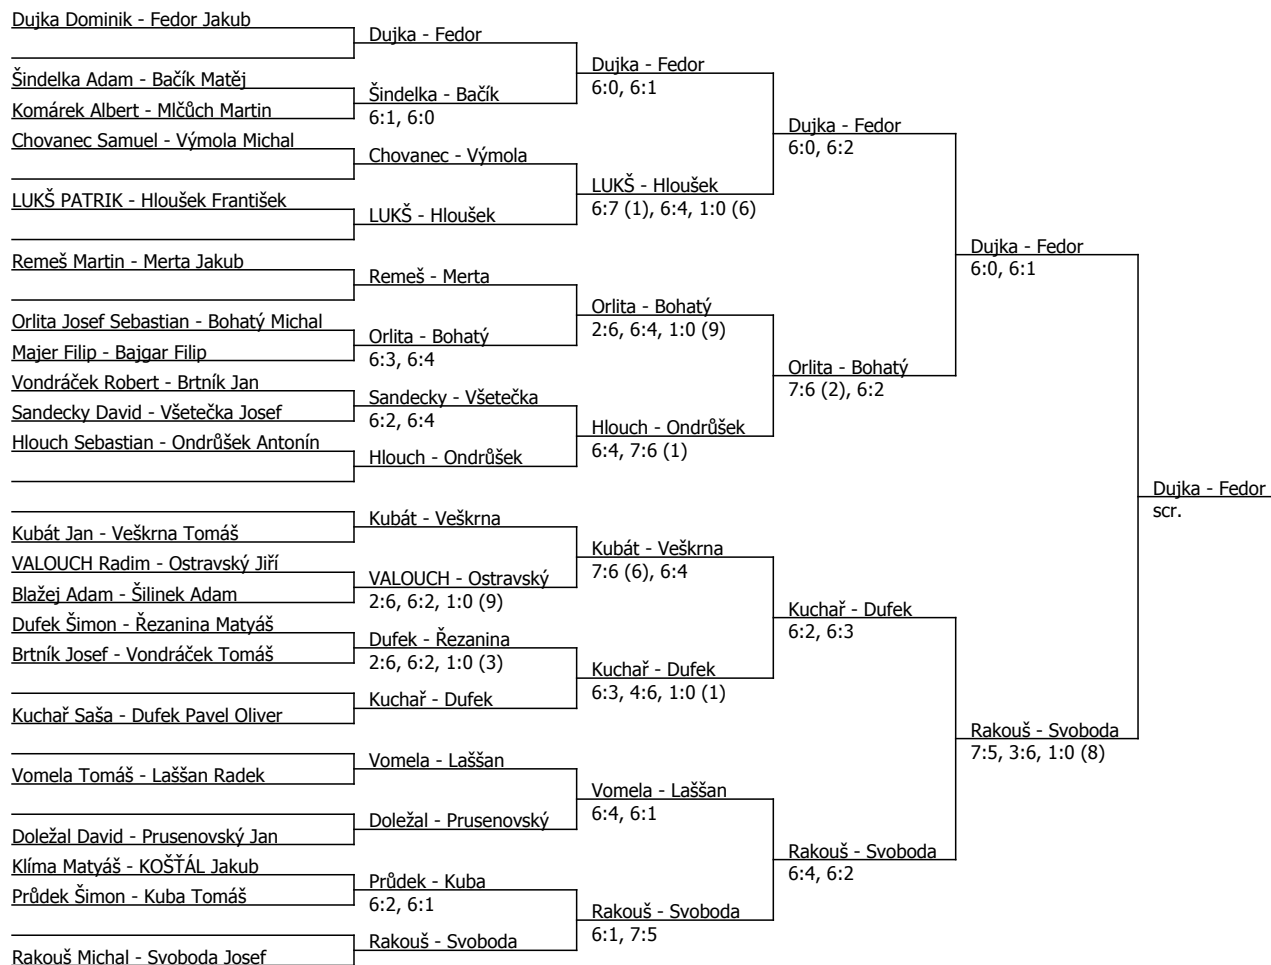 Dujka Dominik - Fedor Jakub
Šindelka Adam - Bačík Matěj
Komárek Albert - Mlčůch Martin
Chovanec Samuel - Výmola Michal
LUKŠ PATRIK - Hloušek František
Remeš Martin - Merta Jakub
Orlita Josef Sebastian - Bohatý Michal
Majer Filip - Bajgar Filip
Vondráček Robert - Brtník Jan
Sandecky David - Všetečka Josef
Hlouch Sebastian - Ondrůšek Antonín
Kubát Jan - Veškrna Tomáš
VALOUCH Radim - Ostravský Jiří
Blažej Adam - Šilinek Adam
Dufek Šimon - Řezanina Matyáš
Brtník Josef - Vondráček Tomáš
Kuchař Saša - Dufek Pavel Oliver
Vomela Tomáš - Laššan Radek
Doležal David - Prusenovský Jan
Klíma Matyáš - KOŠŤÁL Jakub
Průdek Šimon - Kuba Tomáš
Rakouš Michal - Svoboda Josef
Dujka - Fedor
Šindelka - Bačík
6:1, 6:0
Chovanec - Výmola
LUKŠ - Hloušek
Remeš - Merta
Orlita - Bohatý
6:3, 6:4
Sandecky - Všetečka
6:2, 6:4
Hlouch - Ondrůšek
Kubát - Veškrna
VALOUCH - Ostravský
2:6, 6:2, 1:0 (9)
Dufek - Řezanina
2:6, 6:2, 1:0 (3)
Kuchař - Dufek
Vomela - Laššan
Doležal - Prusenovský
Průdek - Kuba
6:2, 6:1
Rakouš - Svoboda
Dujka - Fedor
6:0, 6:1
LUKŠ - Hloušek
6:7 (1), 6:4, 1:0 (6)
Orlita - Bohatý
2:6, 6:4, 1:0 (9)
Hlouch - Ondrůšek
6:4, 7:6 (1)
Kubát - Veškrna
7:6 (6), 6:4
Kuchař - Dufek
6:3, 4:6, 1:0 (1)
Vomela - Laššan
6:4, 6:1
Rakouš - Svoboda
6:1, 7:5
Dujka - Fedor
6:0, 6:2
Orlita - Bohatý
7:6 (2), 6:2
Kuchař - Dufek
6:2, 6:3
Rakouš - Svoboda
6:4, 6:2
Dujka - Fedor
6:0, 6:1
Rakouš - Svoboda
7:5, 3:6, 1:0 (8)
Dujka - Fedor
scr.